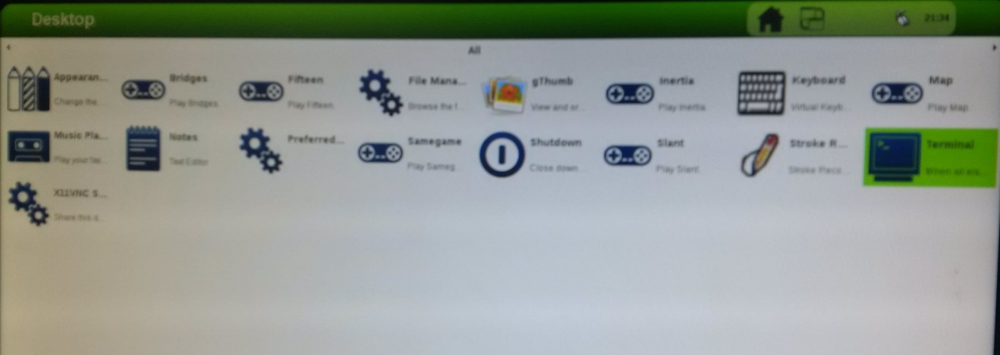 Desktop
21:34
All
Appearan...
Change the...
Bridges
Play Bridges.
Fifteen
Play Fifteen.
File Mana...
Browse the f...
gThumb
View and or...
Inertia
Play Inertia.
Keyboard
Virtual Keyb...
Map
Play Map.
Music Pla...
Play your fav...
Notes
Text Editor
Preferred...
Samegame
Play Sameg...
Shutdown
Close down ...
Slant
Play Slant
Stroke R...
Stroke Reco...
Terminal
When all els...
X11VNC S...
Share this d...